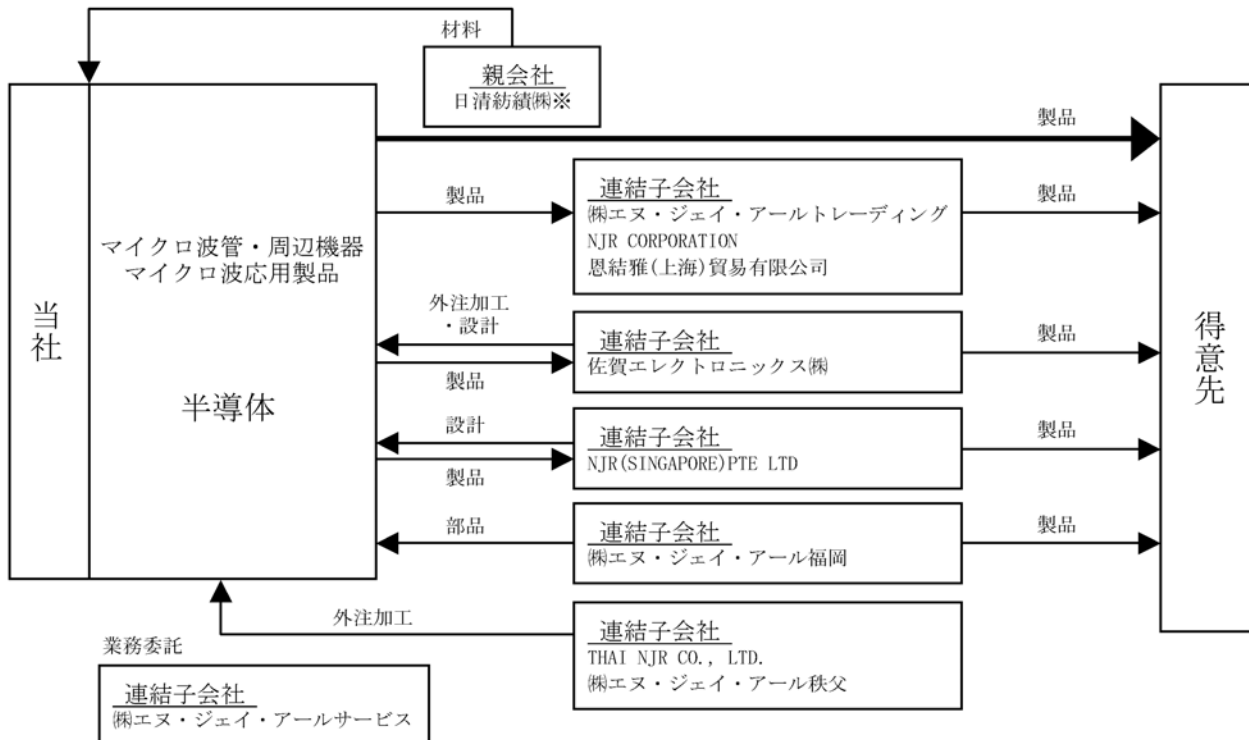 材料
親会社
日清紡績㈱※
当社
マイクロ波管・周辺機器
マイクロ波応用製品
半導体
製品
製品
連結子会社
㈱エヌ・ジェイ・アールトレーディング
NJR CORPORATION
恩結雅(上海)貿易有限公司
製品
外注加工
・設計
製品
連結子会社
佐賀エレクトロニックス㈱
製品
設計
製品
連結子会社
NJR(SINGAPORE)PTE LTD
製品
部品
連結子会社
㈱エヌ・ジェイ・アール福岡
製品
得意先
外注加工
連結子会社
THAI NJR CO., LTD.
㈱エヌ・ジェイ・アール秩父
業務委託
連結子会社
㈱エヌ・ジェイ・アールサービス